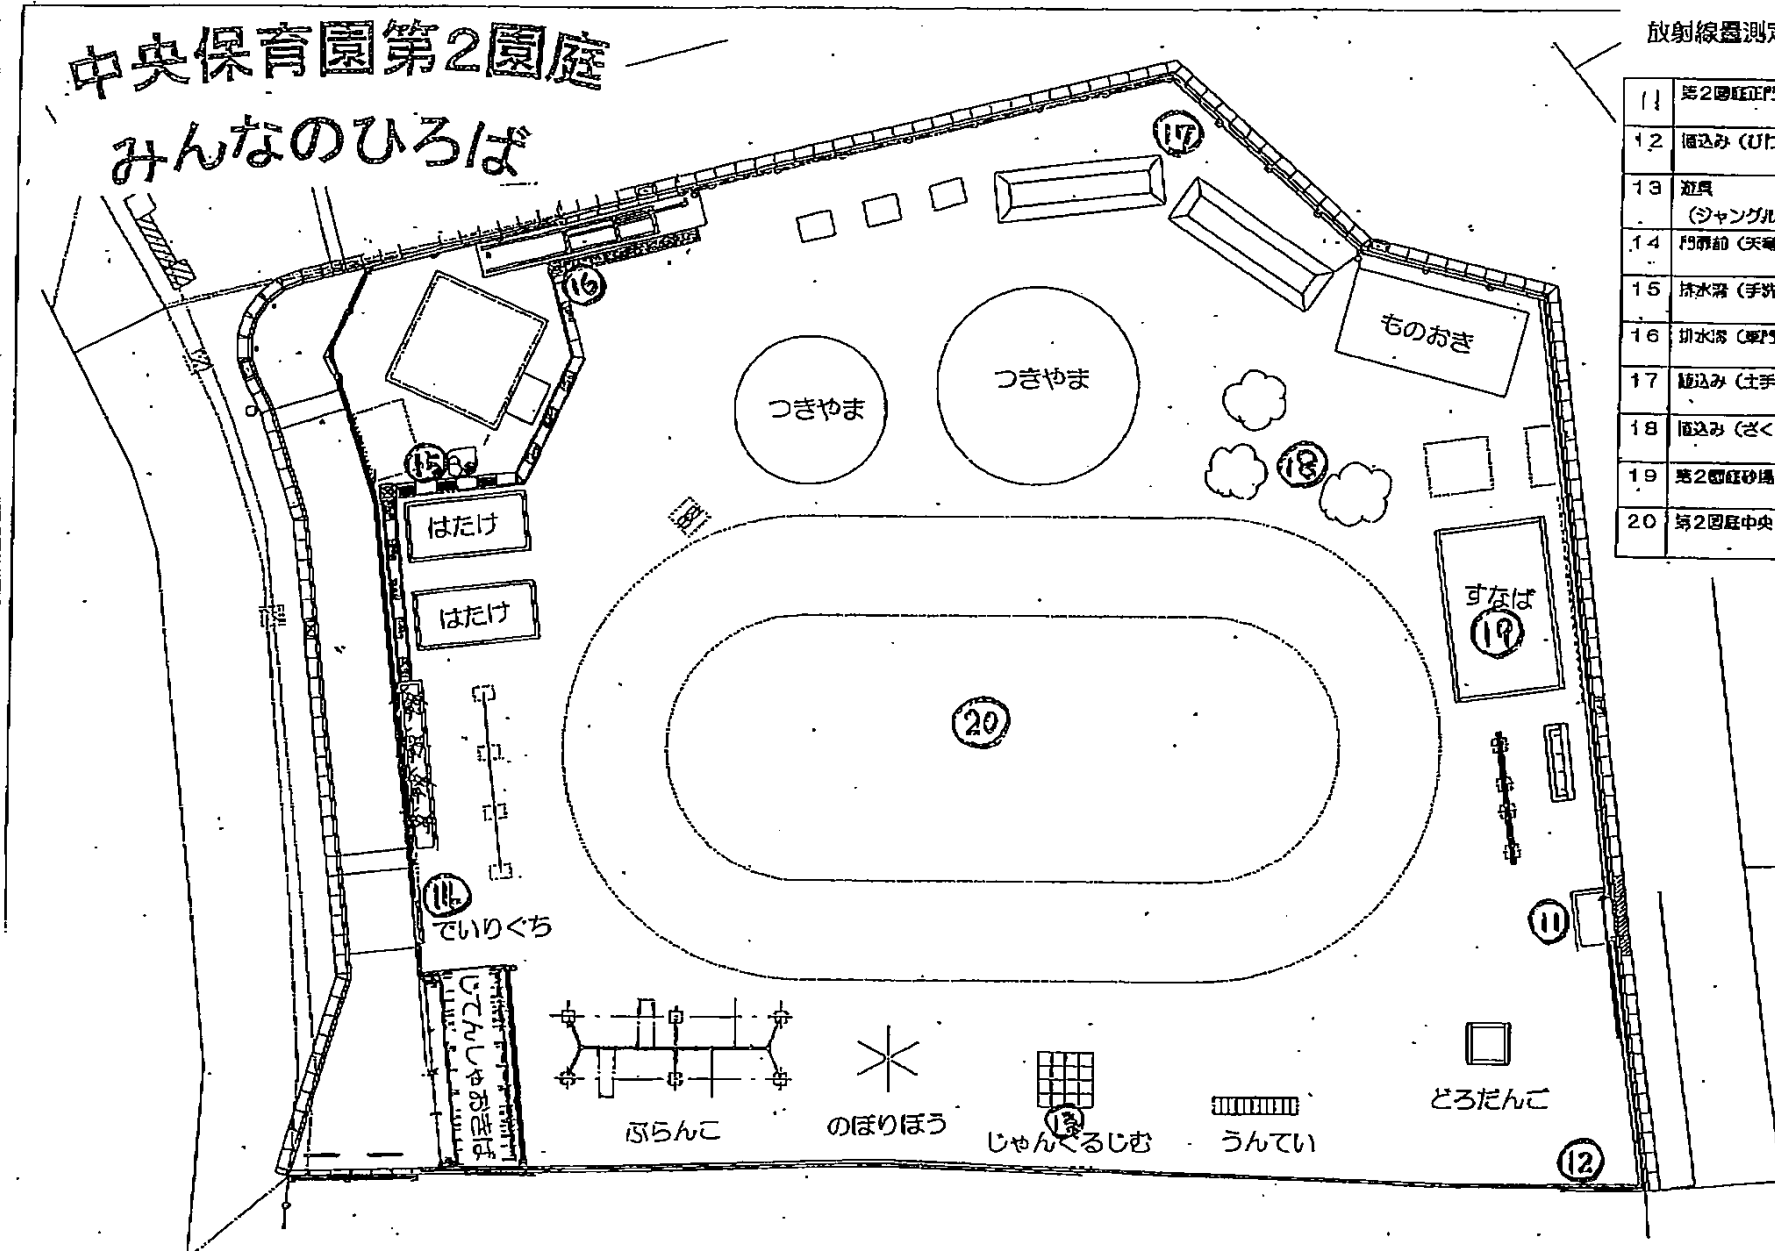 中央保育園第2園庭
みんなのひろば
放射線量測定
11 第2園庭正門
12 植込み（びわ
13 遊具
（ジャングル
14 門扉前（天竜
15 排水溝（手洗
16 排水溝（東門
17 植込み（土手
18 植込み（ざく
19 第2園庭砂場
20 第2園庭中央
17
16
ものおき
つきやま
つきやま
15
18
はたけ
はたけ
すなば
19
20
11
でいりぐち
じてんしゃおきば
ぶらんこ
のぼりぼう
13
じゃんぐるじむ
うんてい
どろだんご
12